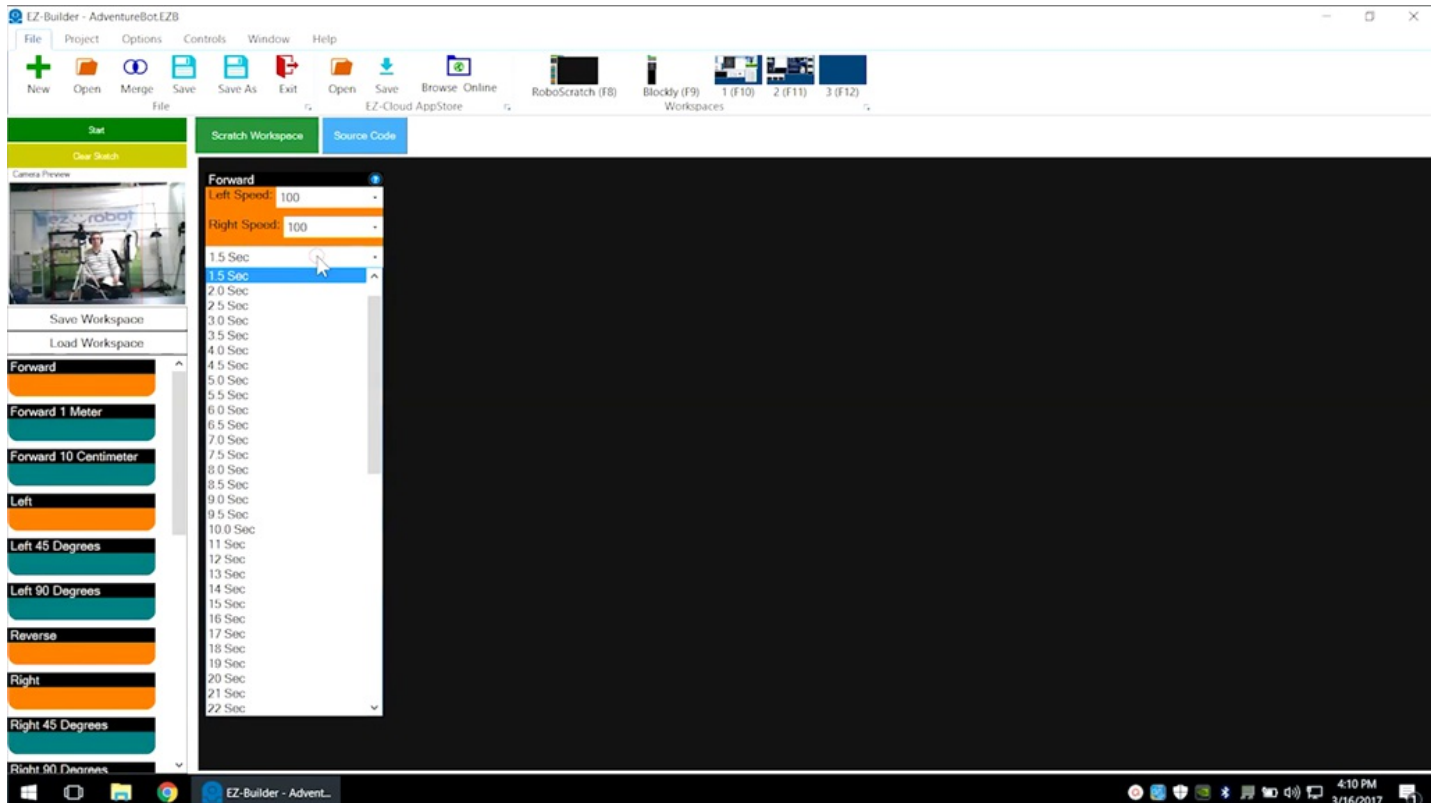 EZ-Builder - AdventureBot.EZB
File Project Options Controls Window Help
New Open Merge Save Save As Exit Open Save Browse Online RoboScratch (F8) Blockly (F9) 1 (F10) 2 (F11) 3 (F12)
File EZ-Cloud AppStore Workspaces
Start
Clear Sketch
Scratch Workspace Source Code
Camera Preview
ez robot
Save Workspace
Load Workspace
Forward
Forward 1 Meter
Forward 10 Centimeter
Left
Left 45 Degrees
Left 90 Degrees
Reverse
Right
Right 45 Degrees
Right 90 Degrees
Forward
Left Speed: 100
Right Speed: 100
1.5 Sec
1.5 Sec
2.0 Sec
2.5 Sec
3.0 Sec
3.5 Sec
4.0 Sec
4.5 Sec
5.0 Sec
5.5 Sec
6.0 Sec
6.5 Sec
7.0 Sec
7.5 Sec
8.0 Sec
8.5 Sec
9.0 Sec
9.5 Sec
10.0 Sec
11 Sec
12 Sec
13 Sec
14 Sec
15 Sec
16 Sec
17 Sec
18 Sec
19 Sec
20 Sec
21 Sec
22 Sec
EZ-Builder - Advent...
4:10 PM
3/16/2017